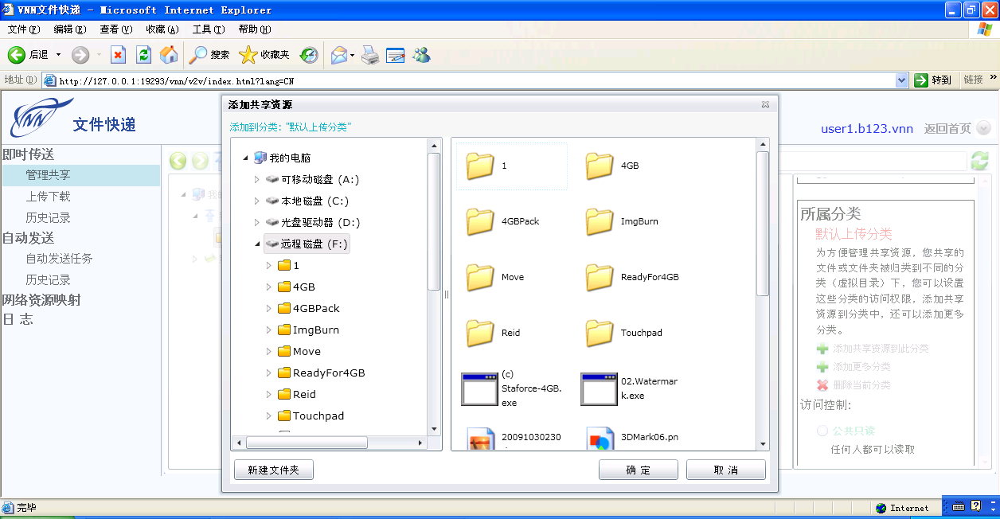 VNN文件快递 - Microsoft Internet Explorer
文件(F) 编辑(E) 查看(V) 收藏(A) 工具(T) 帮助(H)
后退 搜索 收藏夹
地址(D) http://127.0.0.1:19293/vnn/v2v/index.html?lang=CN 转到 链接 »
VNN 文件快递
user1.b123.vnn 返回首页
即时传送
管理共享
上传下载
历史记录
自动发送
自动发送任务
历史记录
网络资源映射
日 志
添加共享资源
添加到分类："默认上传分类"
我的电脑
可移动磁盘 (A:)
本地磁盘 (C:)
光盘驱动器 (D:)
远程磁盘 (F:)
1
4GB
4GBPack
ImgBurn
Move
ReadyFor4GB
Reid
Touchpad
1
4GB
4GBPack
ImgBurn
Move
ReadyFor4GB
Reid
Touchpad
(c)
Staforce-4GB.
exe
02.Watermar
k.exe
20091030230
3DMark06.pn
新建文件夹 确 定 取 消
所属分类
默认上传分类
为方便管理共享资源，您共享的
文件或文件夹被归类到不同的分
类（虚拟目录）下，您可以设置
这些分类的访问权限，添加共享
资源到分类中，还可以添加更多
分类。
添加共享资源到此分类
添加更多分类
删除当前分类
访问控制:
公共只读
任何人都可以读取
完毕
Internet